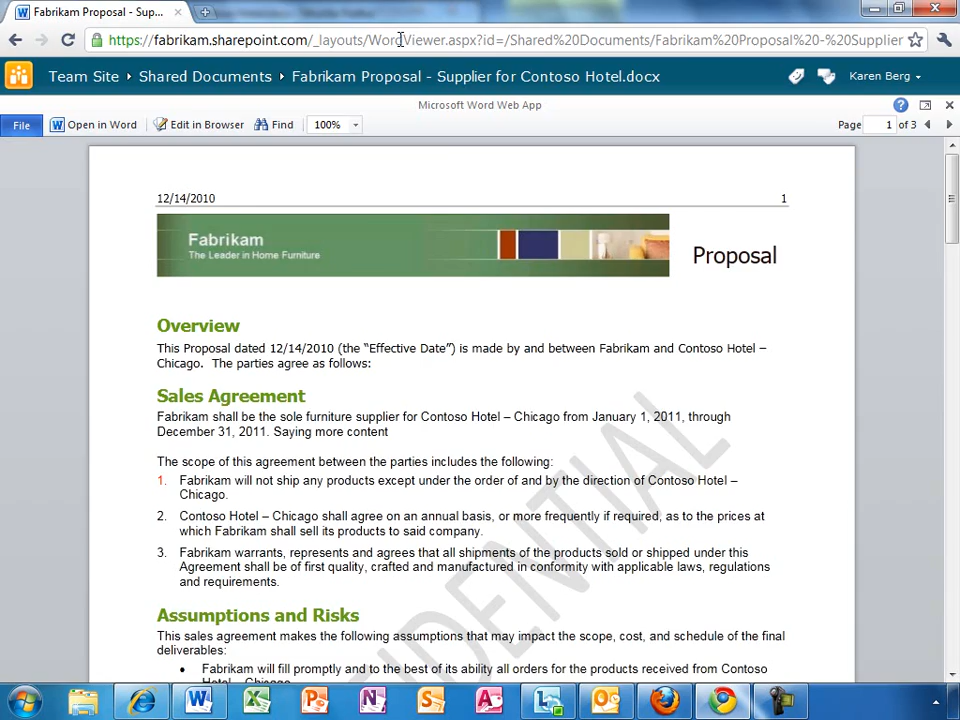 Fabrikam Proposal - Sup...
https://fabrikam.sharepoint.com/_layouts/WordViewer.aspx?id=/Shared%20Documents/Fabrikam%20Proposal%20-%20Supplier
Team Site ▸ Shared Documents ▸ Fabrikam Proposal - Supplier for Contoso Hotel.docx
Karen Berg
Microsoft Word Web App
File Open in Word Edit in Browser Find 100% Page 1 of 3
12/14/2010 1
Fabrikam
The Leader in Home Furniture
Proposal
Overview
This Proposal dated 12/14/2010 (the “Effective Date”) is made by and between Fabrikam and Contoso Hotel –
Chicago. The parties agree as follows:
Sales Agreement
Fabrikam shall be the sole furniture supplier for Contoso Hotel – Chicago from January 1, 2011, through
December 31, 2011. Saying more content
The scope of this agreement between the parties includes the following:
1. Fabrikam will not ship any products except under the order of and by the direction of Contoso Hotel –
Chicago.
2. Contoso Hotel – Chicago shall agree on an annual basis, or more frequently if required, as to the prices at
which Fabrikam shall sell its products to said company.
3. Fabrikam warrants, represents and agrees that all shipments of the products sold or shipped under this
Agreement shall be of first quality, crafted and manufactured in conformity with applicable laws, regulations
and requirements.
Assumptions and Risks
This sales agreement makes the following assumptions that may impact the scope, cost, and schedule of the final
deliverables:
• Fabrikam will fill promptly and to the best of its ability all orders for the products received from Contoso
Hotel – Chicago
IDENTIAL